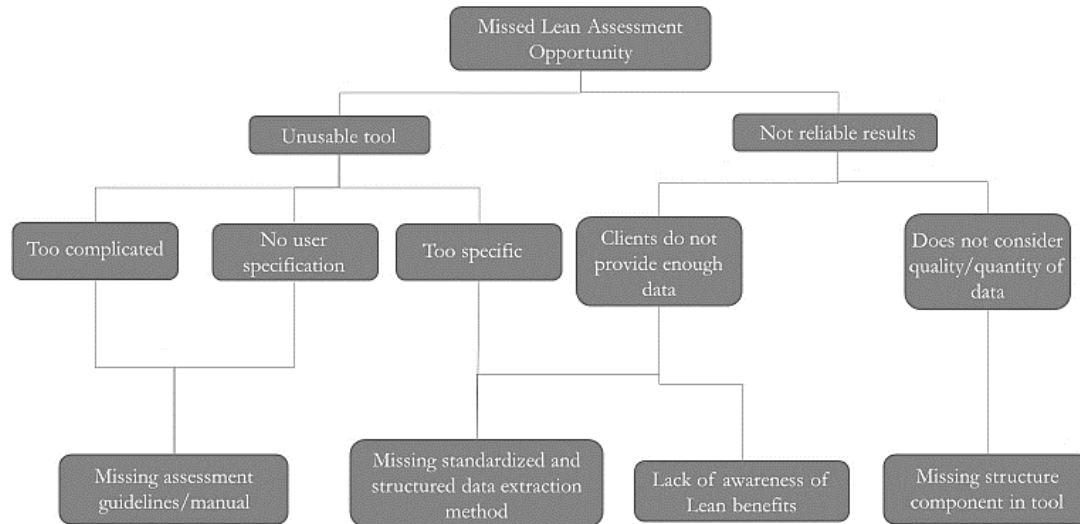 Missed Lean Assessment
Opportunity
Unusable tool
Not reliable results
Too complicated
No user
specification
Too specific
Clients do not
provide enough
data
Does not consider
quality/quantity of
data
Missing assessment
guidelines/manual
Missing standardized and
structured data extraction
method
Lack of awareness of
Lean benefits
Missing structure
component in tool